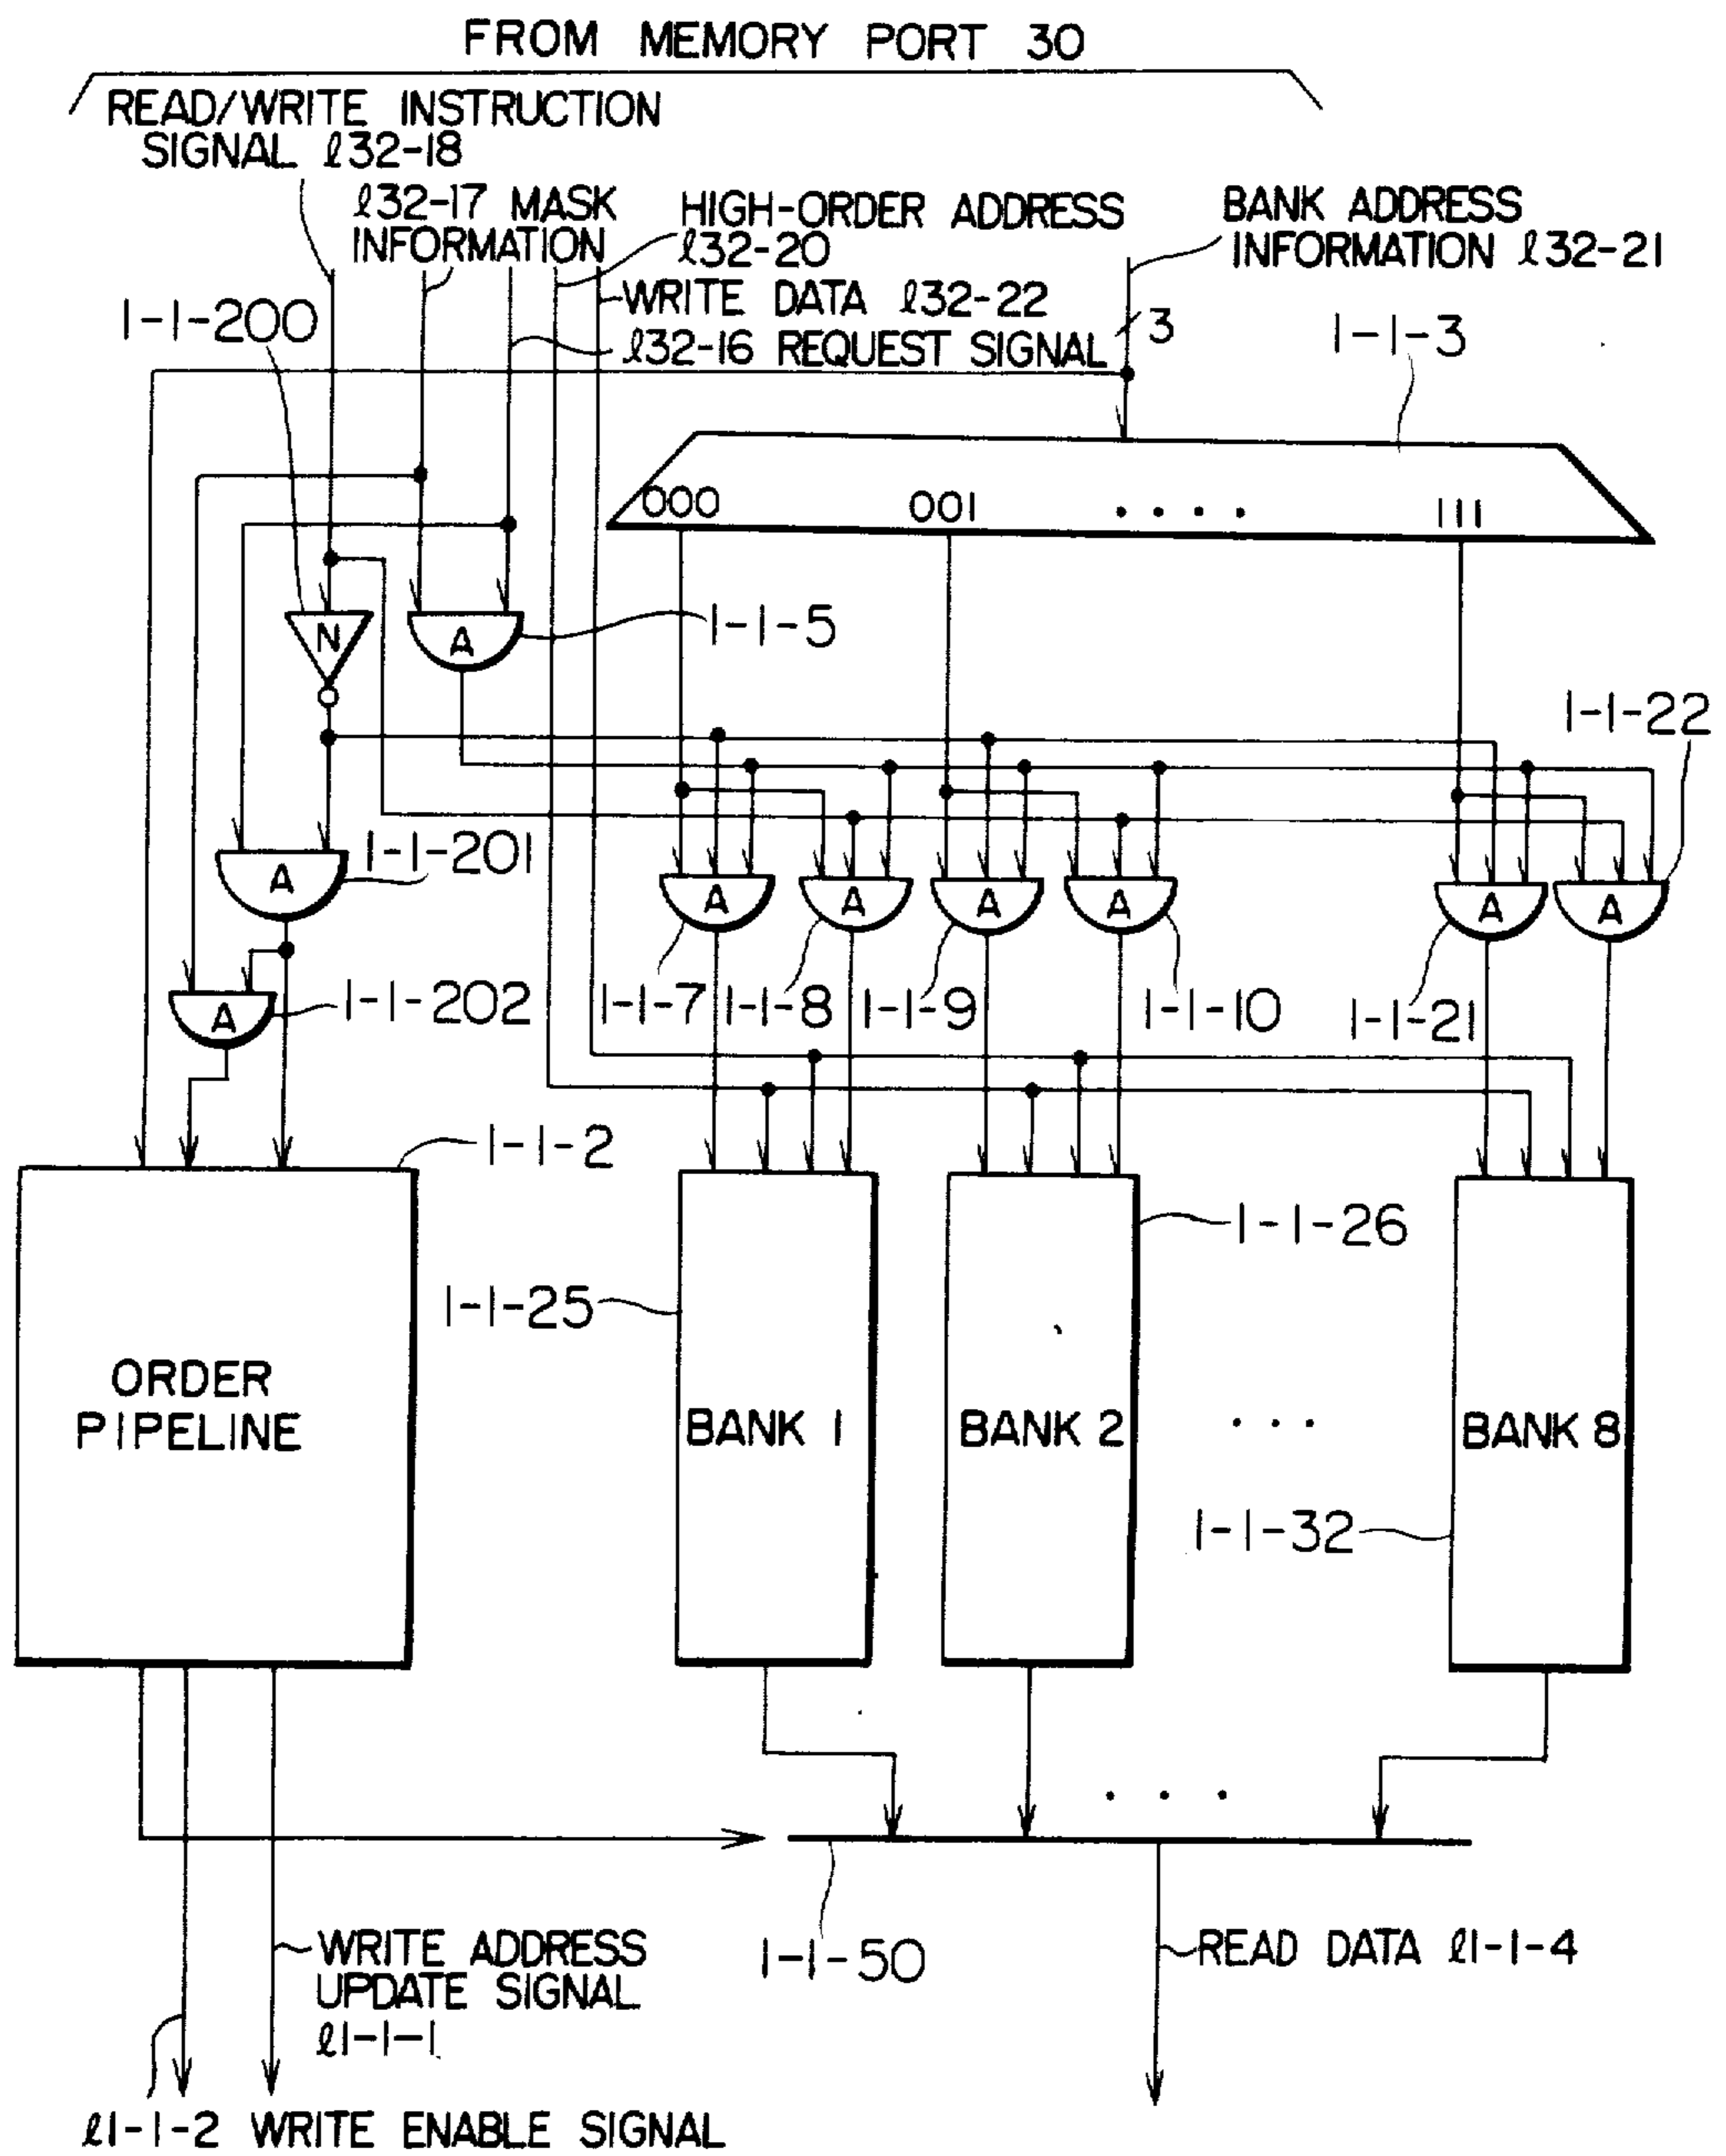 FROM MEMORY PORT 30
READ/WRITE INSTRUCTION
SIGNAL ℓ32-18
ℓ32-17 MASK
INFORMATION
HIGH-ORDER ADDRESS
ℓ32-20
BANK ADDRESS
INFORMATION ℓ32-21
WRITE DATA ℓ32-22
ℓ32-16 REQUEST SIGNAL
3
1-1-200
1-1-3
000
001
· · · ·
111
N
A
1-1-5
1-1-22
A
1-1-201
A
A
A
A
A
A
A
1-1-202
1-1-7
1-1-8
1-1-9
1-1-10
1-1-21
1-1-2
1-1-26
1-1-25
ORDER
PIPELINE
BANK 1
BANK 2
· · ·
BANK 8
1-1-32
· · ·
WRITE ADDRESS
UPDATE SIGNAL
ℓ1-1-1
1-1-50
READ DATA ℓ1-1-4
ℓ1-1-2 WRITE ENABLE SIGNAL